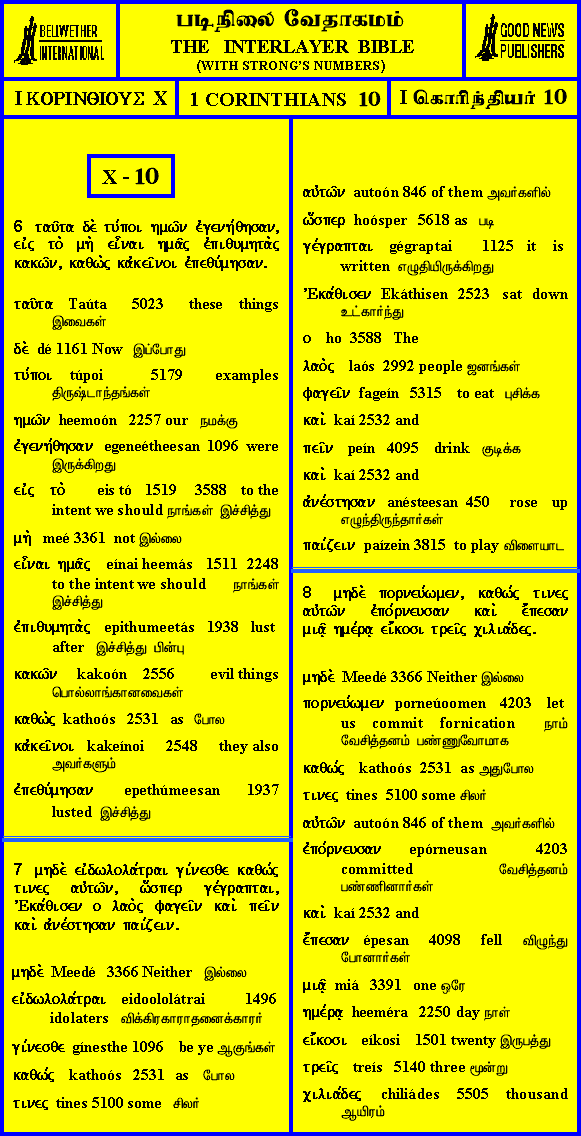 BELLWETHER
INTERNATIONAL
படிநிலை வேதாகமம்
THE INTERLAYER BIBLE
(WITH STRONG'S NUMBERS)
GOOD NEWS
PUBLISHERS
Ι ΚΟΡΙΝΘΙΟΥΣ Χ
1 CORINTHIANS 10
I கொரிந்தியர் 10
X - 10
6 ταῦτα δὲ τύποι ημῶν ἐγενήθησαν,
εἰς τὸ μὴ εἶναι ημᾶς ἐπιθυμητὰς
κακῶν, καθὼς κἀκεῖνοι ἐπεθύμησαν.
ταῦτα Taúta 5023 these things
இவைகள்
δὲ dé 1161 Now இப்போது
τύποι túpoi 5179 examples
திருஷ்டாந்தங்கள்
ημῶν heemoón 2257 our நமக்கு
ἐγενήθησαν egeneétheesan 1096 were
இருக்கிறது
εἰς τὸ eis tó 1519 3588 to the
intent we should நாங்கள் இச்சித்து
μὴ meé 3361 not இல்லை
εἶναι ημᾶς eínai heemás 1511 2248
to the intent we should நாங்கள்
இச்சித்து
ἐπιθυμητὰς epithumeetás 1938 lust
after இச்சித்து பின்பு
κακῶν kakoón 2556 evil things
பொல்லாங்கானவைகள்
καθὼς kathoós 2531 as போல
κἀκεῖνοι kakeínoi 2548 they also
அவர்களும்
ἐπεθύμησαν epethúmeesan 1937
lusted இச்சித்து
7 μηδὲ εἰδωλολάτραι γίνεσθε καθώς
τινες αὐτῶν, ὥσπερ γέγραπται,
Ἐκάθισεν ο λαὸς φαγεῖν καὶ πεῖν
καὶ ἀνέστησαν παίζειν.
μηδὲ Meedé 3366 Neither இல்லை
εἰδωλολάτραι eidoololátrai 1496
idolaters விக்கிரகாராதனைக்காரர்
γίνεσθε gínesthe 1096 be ye ஆகுங்கள்
καθώς kathoós 2531 as போல
τινες tines 5100 some சிலர்
αὐτῶν autoón 846 of them அவர்களில்
ὥσπερ hoósper 5618 as படி
γέγραπται gégraptai 1125 it is
written எழுதியிருக்கிறது
Ἐκάθισεν Ekáthisen 2523 sat down
உட்கார்ந்து
ο ho 3588 The
λαὸς laós 2992 people ஜனங்கள்
φαγεῖν fageín 5315 to eat புசிக்க
καὶ kaí 2532 and
πεῖν peín 4095 drink குடிக்க
καὶ kaí 2532 and
ἀνέστησαν anésteesan 450 rose up
எழுந்திருந்தார்கள்
παίζειν paízein 3815 to play விளையாட
8 μηδὲ πορνεύωμεν, καθώς τινες
αὐτῶν ἐπόρνευσαν καὶ ἔπεσαν
μιᾷ ημέρᾳ εἴκοσι τρεῖς χιλιάδες.
μηδὲ Meedé 3366 Neither இல்லை
πορνεύωμεν porneúoomen 4203 let
us commit fornication நாம்
வேசித்தனம் பண்ணுவோமாக
καθώς kathoós 2531 as அதுபோல
τινες tines 5100 some சிலர்
αὐτῶν autoón 846 of them அவர்களில்
ἐπόρνευσαν epórneusan 4203
committed வேசித்தனம்
பண்ணினார்கள்
καὶ kaí 2532 and
ἔπεσαν épesan 4098 fell விழுந்து
போனார்கள்
μιᾷ miá 3391 one ஒரே
ημέρᾳ heeméra 2250 day நாள்
εἴκοσι eíkosi 1501 twenty இருபத்து
τρεῖς treís 5140 three மூன்று
χιλιάδες chiliádes 5505 thousand
ஆயிரம்